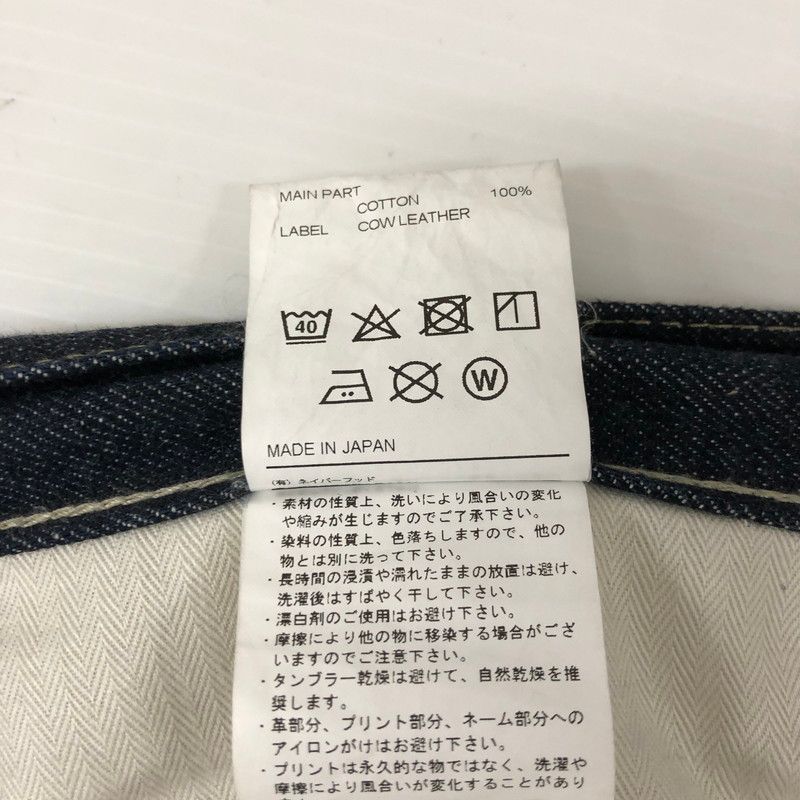 MAIN PART
COTTON 100%
LABEL COW LEATHER
40
W
MADE IN JAPAN
(有) ネイバーフッド
・素材の性質上、洗いにより風合いの変化
や縮みが生じますのでご了承下さい。
・染料の性質上、色落ちしますので、他の
物とは別に洗って下さい。
・長時間の浸漬や濡れたままの放置は避け、
洗濯後はすばやく干して下さい。
・漂白剤のご使用はお避け下さい。
・摩擦により他の物に移染する場合がござ
いますのでご注意下さい。
・タンブラー乾燥は避けて、自然乾燥を推
奨します。
・革部分、プリント部分、ネーム部分への
アイロンがけはお避け下さい。
・プリントは永久的な物ではなく、洗濯や
摩擦により風合いが変化することがあり